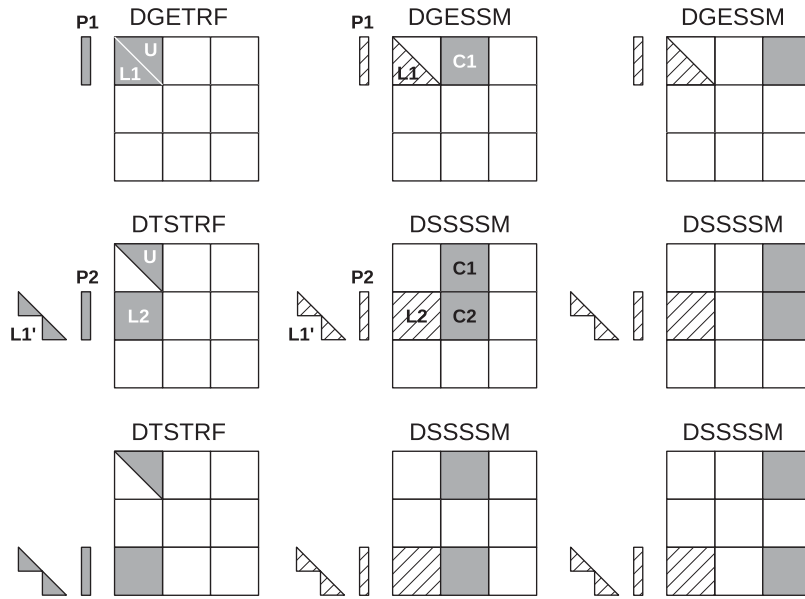 DGETRF
DGESSM
DGESSM
P1
U
L1
P1
L1
C1
DTSTRF
DSSSSM
DSSSSM
P2
U
L1'
L2
P2
C1
L1'
L2
C2
DTSTRF
DSSSSM
DSSSSM